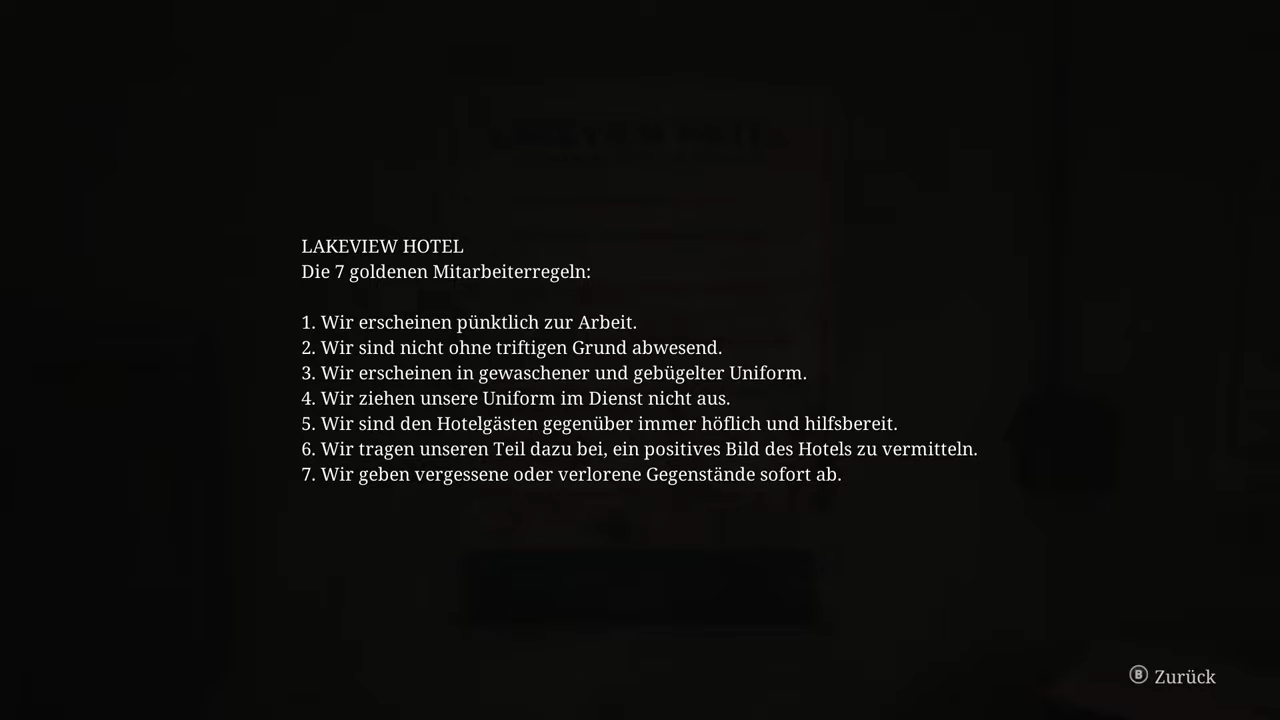 LAKEVIEW HOTEL
Die 7 goldenen Mitarbeiterregeln:
1. Wir erscheinen pünktlich zur Arbeit.
2. Wir sind nicht ohne triftigen Grund abwesend.
3. Wir erscheinen in gewaschener und gebügelter Uniform.
4. Wir ziehen unsere Uniform im Dienst nicht aus.
5. Wir sind den Hotelgästen gegenüber immer höflich und hilfsbereit.
6. Wir tragen unseren Teil dazu bei, ein positives Bild des Hotels zu vermitteln.
7. Wir geben vergessene oder verlorene Gegenstände sofort ab.
B Zurück